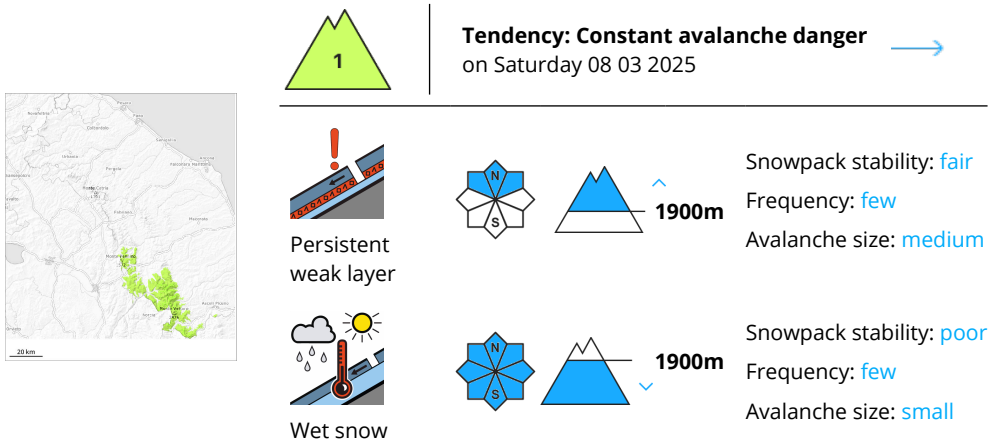 1
Tendency: Constant avalanche danger
on Saturday 08 03 2025
N
S
1900m
Snowpack stability: fair
Frequency: few
Avalanche size: medium
Persistent
weak layer
N
S
1900m
Snowpack stability: poor
Frequency: few
Avalanche size: small
Wet snow
20 km